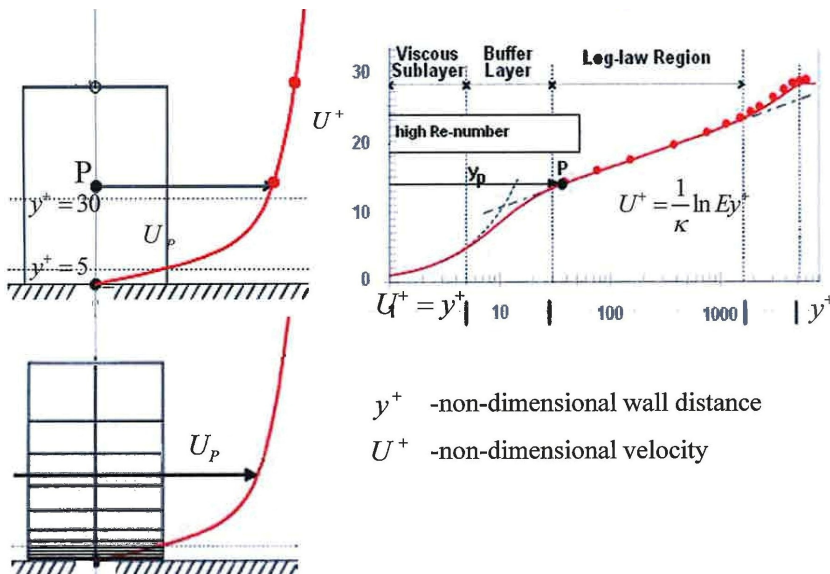 U⁺
P
y⁺ = 30
U_P
y⁺ = 5
U_P
Viscous Sublayer
Buffer Layer
Log-law Region
30
20
10
0
high Re-number
y_p
P
U⁺ = 1/κ ln Ey⁺
U⁺ = y⁺
10
100
1000
y⁺
y⁺ -non-dimensional wall distance
U⁺ -non-dimensional velocity